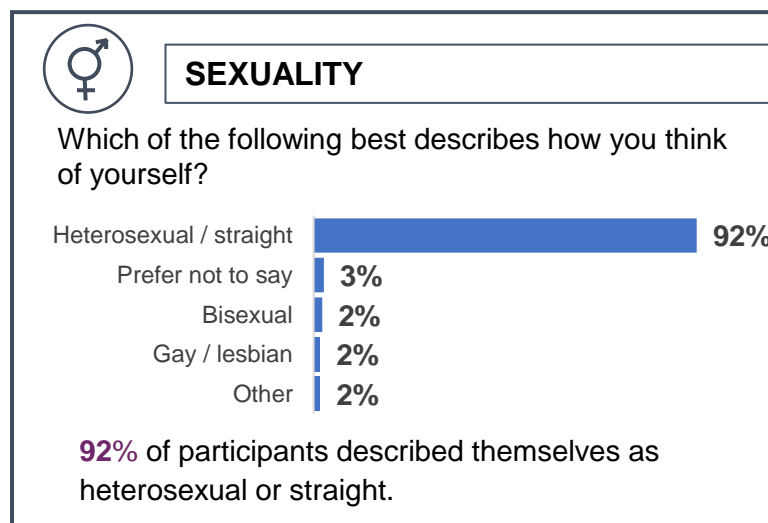 SEXUALITY
Which of the following best describes how you think
of yourself?
Heterosexual / straight 92%
Prefer not to say 3%
Bisexual 2%
Gay / lesbian 2%
Other 2%
92% of participants described themselves as
heterosexual or straight.